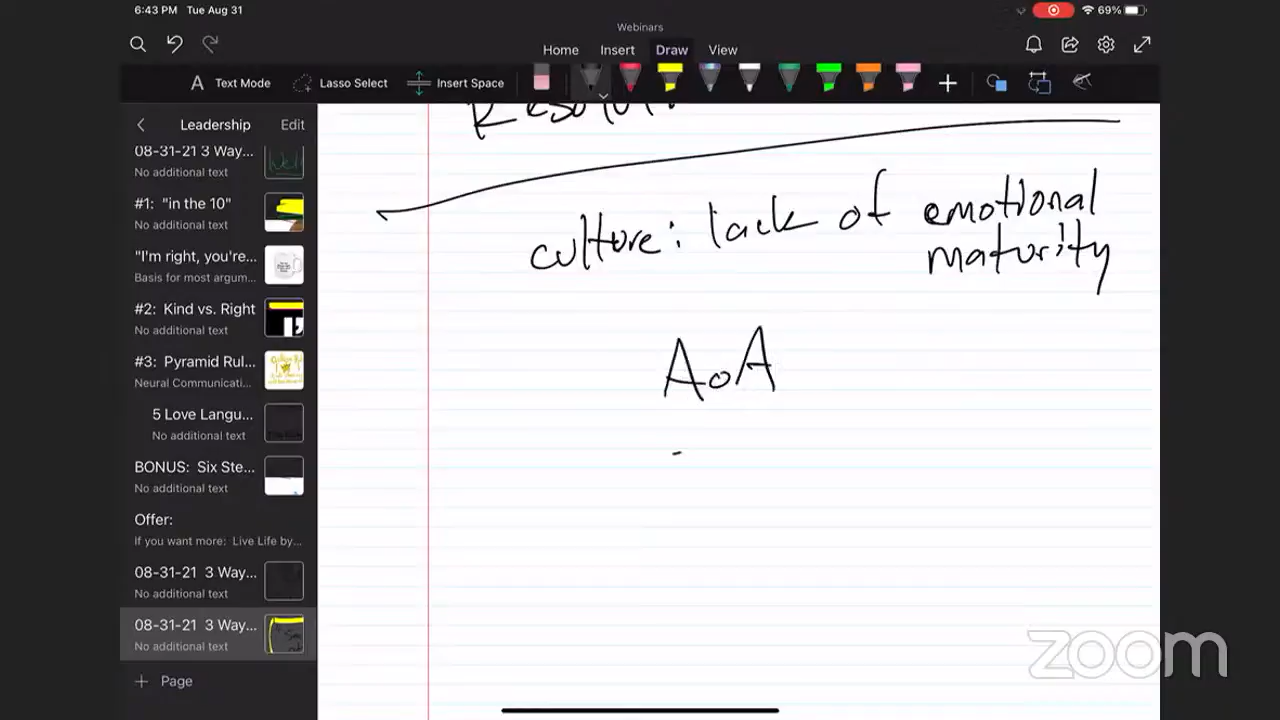 6:43 PM Tue Aug 31
69%
Webinars
Home Insert Draw View
Text Mode Lasso Select Insert Space
Leadership Edit
08-31-21 3 Way...
No additional text
#1: "in the 10"
No additional text
"I'm right, you're...
Basis for most argum...
#2: Kind vs. Right
No additional text
#3: Pyramid Rul...
Neural Communicati...
5 Love Langu...
No additional text
BONUS: Six Ste...
No additional text
Offer:
If you want more: Live Life by...
08-31-21 3 Way...
No additional text
08-31-21 3 Way...
No additional text
Page
culture: lack of emotional
maturity
AoA
zoom